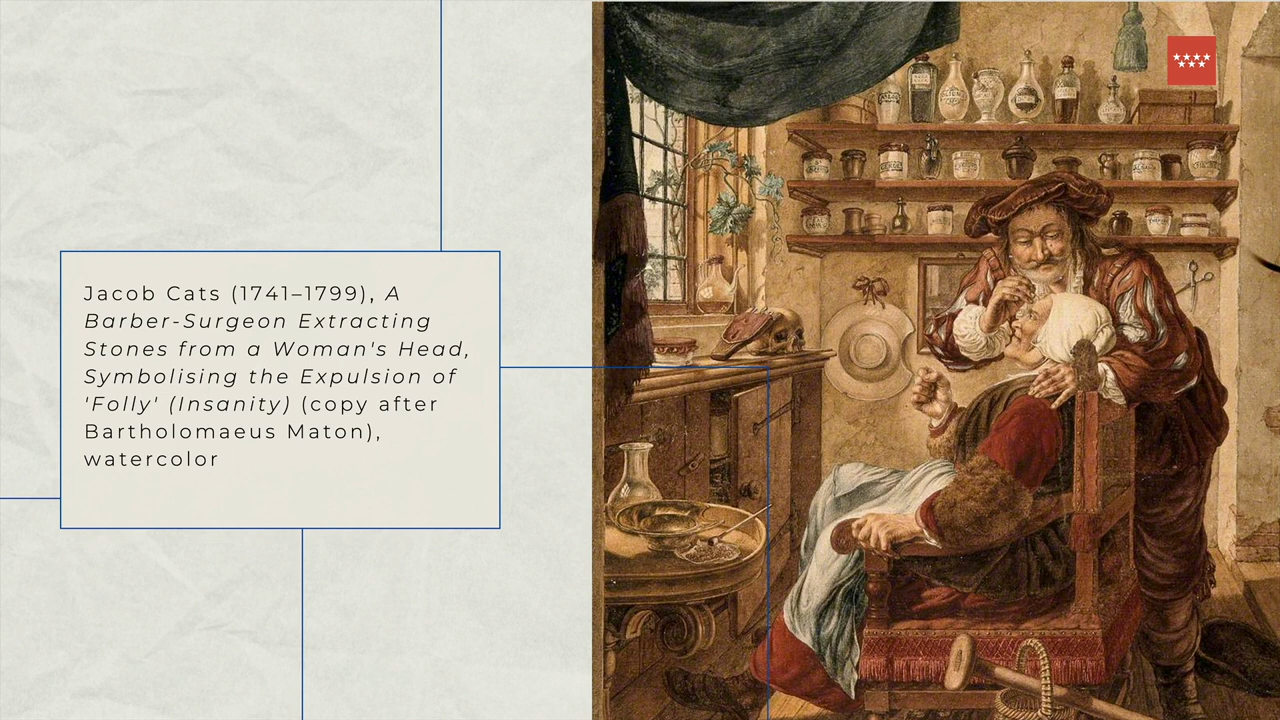 Jacob Cats (1741–1799), A
Barber-Surgeon Extracting
Stones from a Woman's Head,
Symbolising the Expulsion of
'Folly' (Insanity) (copy after
Bartholomaeus Maton),
watercolor